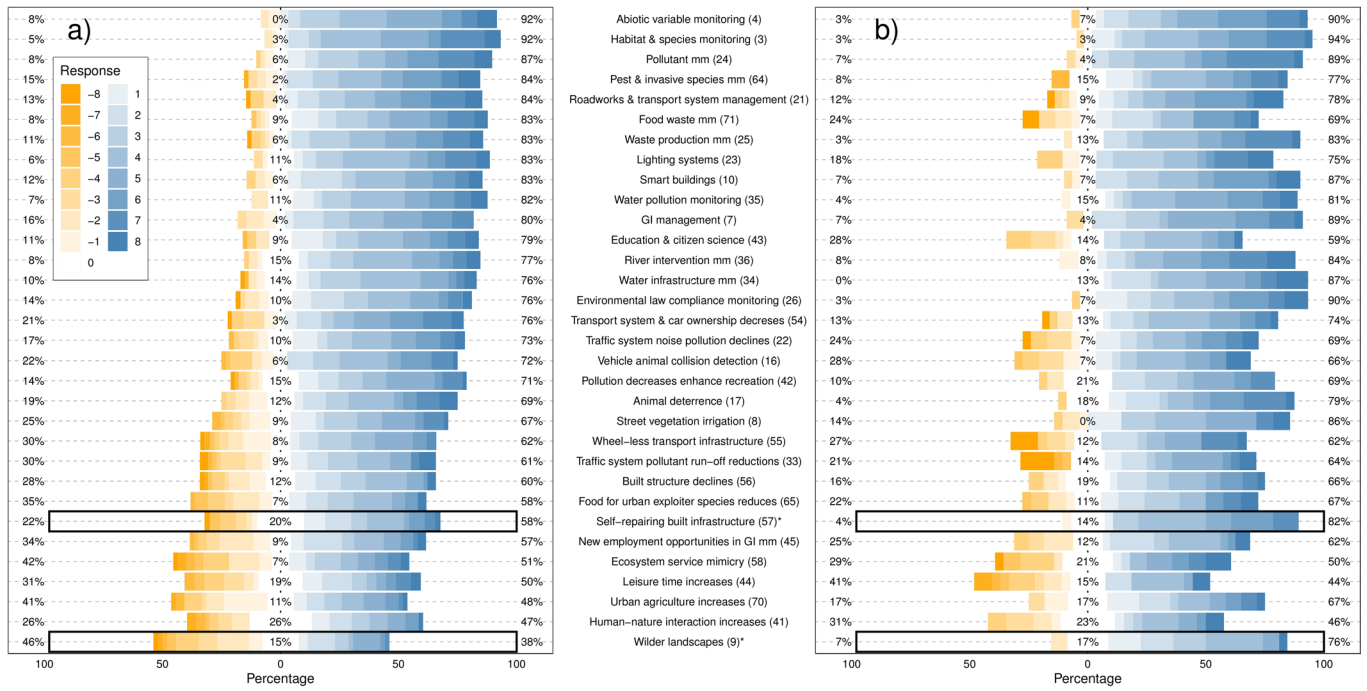 a)
b)
Response
−8 1
−7 2
−6 3
−5 4
−4 5
−3 6
−2 7
−1 8
0
8% 0% 92% Abiotic variable monitoring (4) 3% 7% 90%
5% 3% 92% Habitat & species monitoring (3) 3% 3% 94%
8% 6% 87% Pollutant mm (24) 7% 4% 89%
15% 2% 84% Pest & invasive species mm (64) 8% 15% 77%
13% 4% 84% Roadworks & transport system management (21) 12% 9% 78%
8% 9% 83% Food waste mm (71) 24% 7% 69%
11% 6% 83% Waste production mm (25) 3% 13% 83%
6% 11% 83% Lighting systems (23) 18% 7% 75%
12% 6% 83% Smart buildings (10) 7% 7% 87%
7% 11% 82% Water pollution monitoring (35) 4% 15% 81%
16% 4% 80% GI management (7) 7% 4% 89%
11% 9% 79% Education & citizen science (43) 28% 14% 59%
8% 15% 77% River intervention mm (36) 8% 8% 84%
10% 14% 76% Water infrastructure mm (34) 0% 13% 87%
14% 10% 76% Environmental law compliance monitoring (26) 3% 7% 90%
21% 3% 76% Transport system & car ownership decreses (54) 13% 13% 74%
17% 10% 73% Traffic system noise pollution declines (22) 24% 7% 69%
22% 6% 72% Vehicle animal collision detection (16) 28% 7% 66%
14% 15% 71% Pollution decreases enhance recreation (42) 10% 21% 69%
19% 12% 69% Animal deterrence (17) 4% 18% 79%
25% 9% 67% Street vegetation irrigation (8) 14% 0% 86%
30% 8% 62% Wheel−less transport infrastructure (55) 27% 12% 62%
30% 9% 61% Traffic system pollutant run−off reductions (33) 21% 14% 64%
28% 12% 60% Built structure declines (56) 16% 19% 66%
35% 7% 58% Food for urban exploiter species reduces (65) 22% 11% 67%
22% 20% 58% Self−repairing built infrastructure (57)* 4% 14% 82%
34% 9% 57% New employment opportunities in GI mm (45) 25% 12% 62%
42% 7% 51% Ecosystem service mimicry (58) 29% 21% 50%
31% 19% 50% Leisure time increases (44) 41% 15% 44%
41% 11% 48% Urban agriculture increases (70) 17% 17% 67%
26% 26% 47% Human−nature interaction increases (41) 31% 23% 46%
46% 15% 38% Wilder landscapes (9)* 7% 17% 76%
100 50 0 50 100 100 50 0 50 100
Percentage Percentage